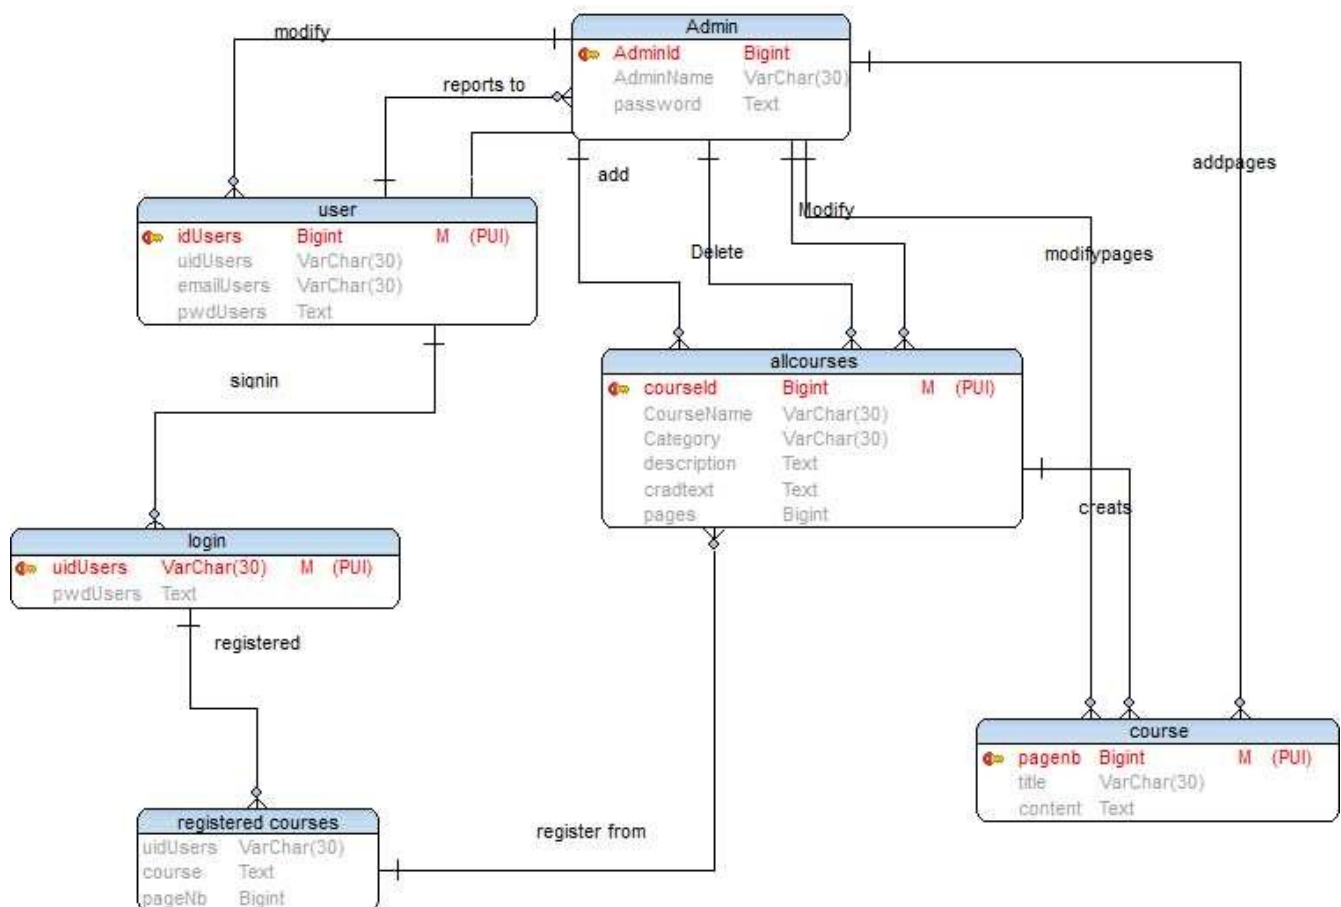 Admin
modify
AdminId Bigint
AdminName VarChar(30)
reports to
password Text
addpages
add
user
Modify
idUsers Bigint M (PUI)
Delete
modifypages
uidUsers VarChar(30)
emailUsers VarChar(30)
pwdUsers Text
allcourses
signin
courseId Bigint M (PUI)
CourseName VarChar(30)
Category VarChar(30)
description Text
cradtext Text
pages Bigint
creats
login
uidUsers VarChar(30) M (PUI)
pwdUsers Text
registered
course
pagenb Bigint M (PUI)
title VarChar(30)
content Text
registered courses
register from
uidUsers VarChar(30)
course Text
pageNb Bigint